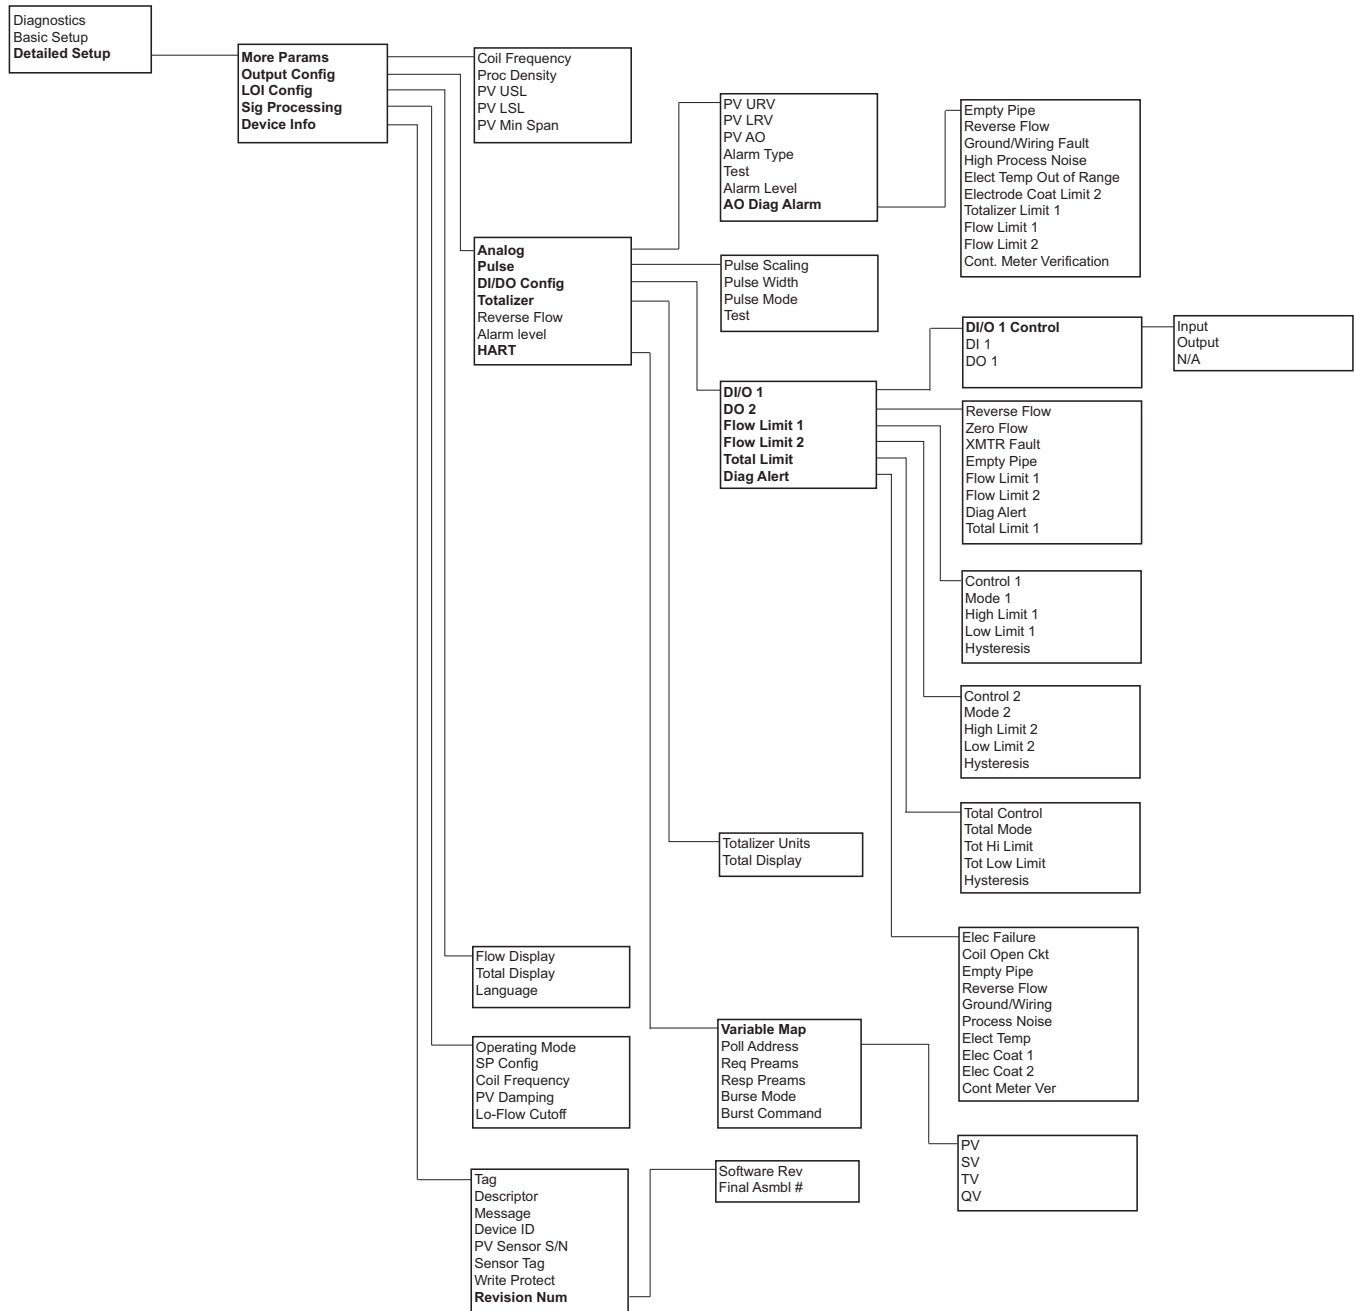 Diagnostics
Basic Setup
Detailed Setup
More Params
Output Config
LOI Config
Sig Processing
Device Info
Coil Frequency
Proc Density
PV USL
PV LSL
PV Min Span
PV URV
PV LRV
PV AO
Alarm Type
Test
Alarm Level
AO Diag Alarm
Empty Pipe
Reverse Flow
Ground/Wiring Fault
High Process Noise
Elect Temp Out of Range
Electrode Coat Limit 2
Totalizer Limit 1
Flow Limit 1
Flow Limit 2
Cont. Meter Verification
Analog
Pulse
DI/DO Config
Totalizer
Reverse Flow
Alarm level
HART
Pulse Scaling
Pulse Width
Pulse Mode
Test
DI/O 1 Control
DI 1
DO 1
Input
Output
N/A
DI/O 1
DO 2
Flow Limit 1
Flow Limit 2
Total Limit
Diag Alert
Reverse Flow
Zero Flow
XMTR Fault
Empty Pipe
Flow Limit 1
Flow Limit 2
Diag Alert
Total Limit 1
Control 1
Mode 1
High Limit 1
Low Limit 1
Hysteresis
Control 2
Mode 2
High Limit 2
Low Limit 2
Hysteresis
Total Control
Total Mode
Tot Hi Limit
Tot Low Limit
Hysteresis
Totalizer Units
Total Display
Elec Failure
Coil Open Ckt
Empty Pipe
Reverse Flow
Ground/Wiring
Process Noise
Elect Temp
Elec Coat 1
Elec Coat 2
Cont Meter Ver
Flow Display
Total Display
Language
Variable Map
Poll Address
Req Preams
Resp Preams
Burse Mode
Burst Command
Operating Mode
SP Config
Coil Frequency
PV Damping
Lo-Flow Cutoff
PV
SV
TV
QV
Software Rev
Final Asmbl #
Tag
Descriptor
Message
Device ID
PV Sensor S/N
Sensor Tag
Write Protect
Revision Num